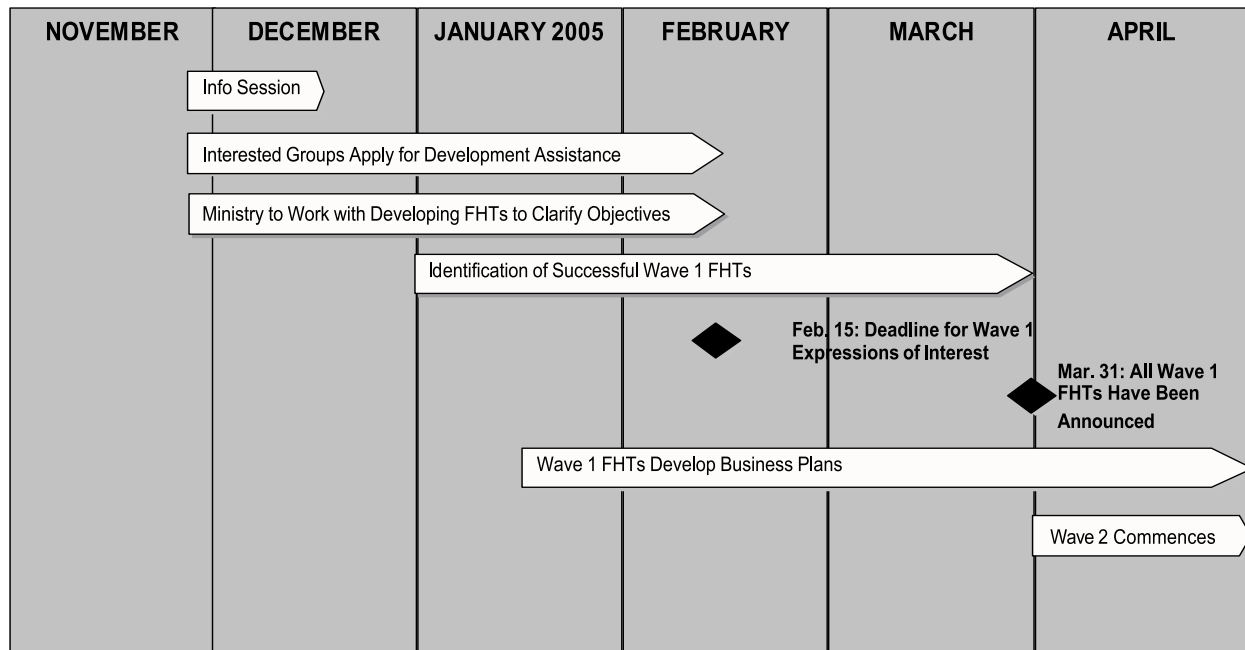 NOVEMBER DECEMBER JANUARY 2005 FEBRUARY MARCH APRIL
Info Session
Interested Groups Apply for Development Assistance
Ministry to Work with Developing FHTs to Clarify Objectives
Identification of Successful Wave 1 FHTs
Feb. 15: Deadline for Wave 1
Expressions of Interest
Mar. 31: All Wave 1
FHTs Have Been
Announced
Wave 1 FHTs Develop Business Plans
Wave 2 Commences